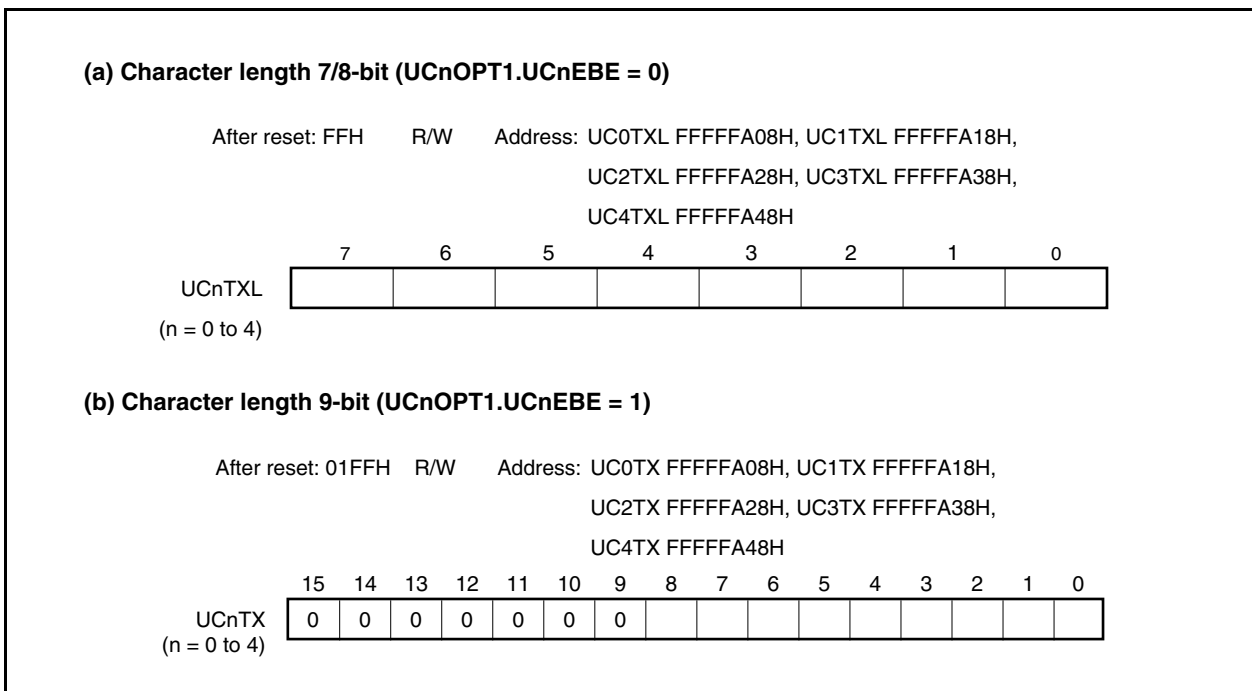 (a) Character length 7/8-bit (UCnOPT1.UCnEBE = 0)
After reset: FFH R/W Address: UC0TXL FFFFFA08H, UC1TXL FFFFFA18H,
UC2TXL FFFFFA28H, UC3TXL FFFFFA38H,
UC4TXL FFFFFA48H
7 6 5 4 3 2 1 0
UCnTXL
(n = 0 to 4)
(b) Character length 9-bit (UCnOPT1.UCnEBE = 1)
After reset: 01FFH R/W Address: UC0TX FFFFFA08H, UC1TX FFFFFA18H,
UC2TX FFFFFA28H, UC3TX FFFFFA38H,
UC4TX FFFFFA48H
15 14 13 12 11 10 9 8 7 6 5 4 3 2 1 0
UCnTX 0 0 0 0 0 0 0
(n = 0 to 4)